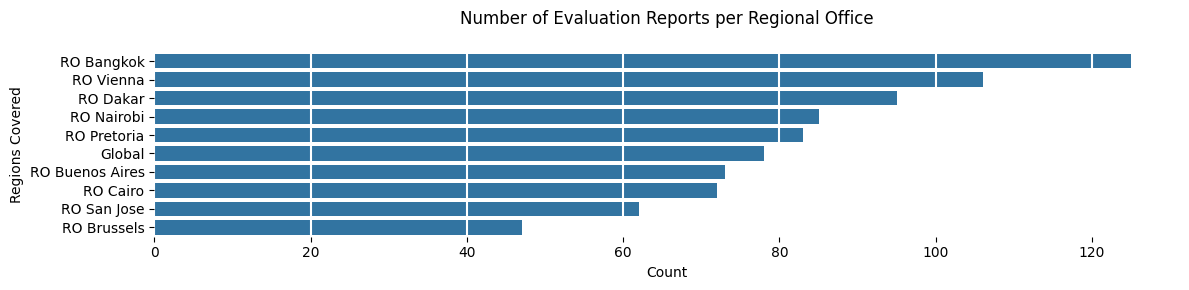 Number of Evaluation Reports per Regional Office
Regions Covered
RO Bangkok
RO Vienna
RO Dakar
RO Nairobi
RO Pretoria
Global
RO Buenos Aires
RO Cairo
RO San Jose
RO Brussels
0 20 40 60 80 100 120
Count